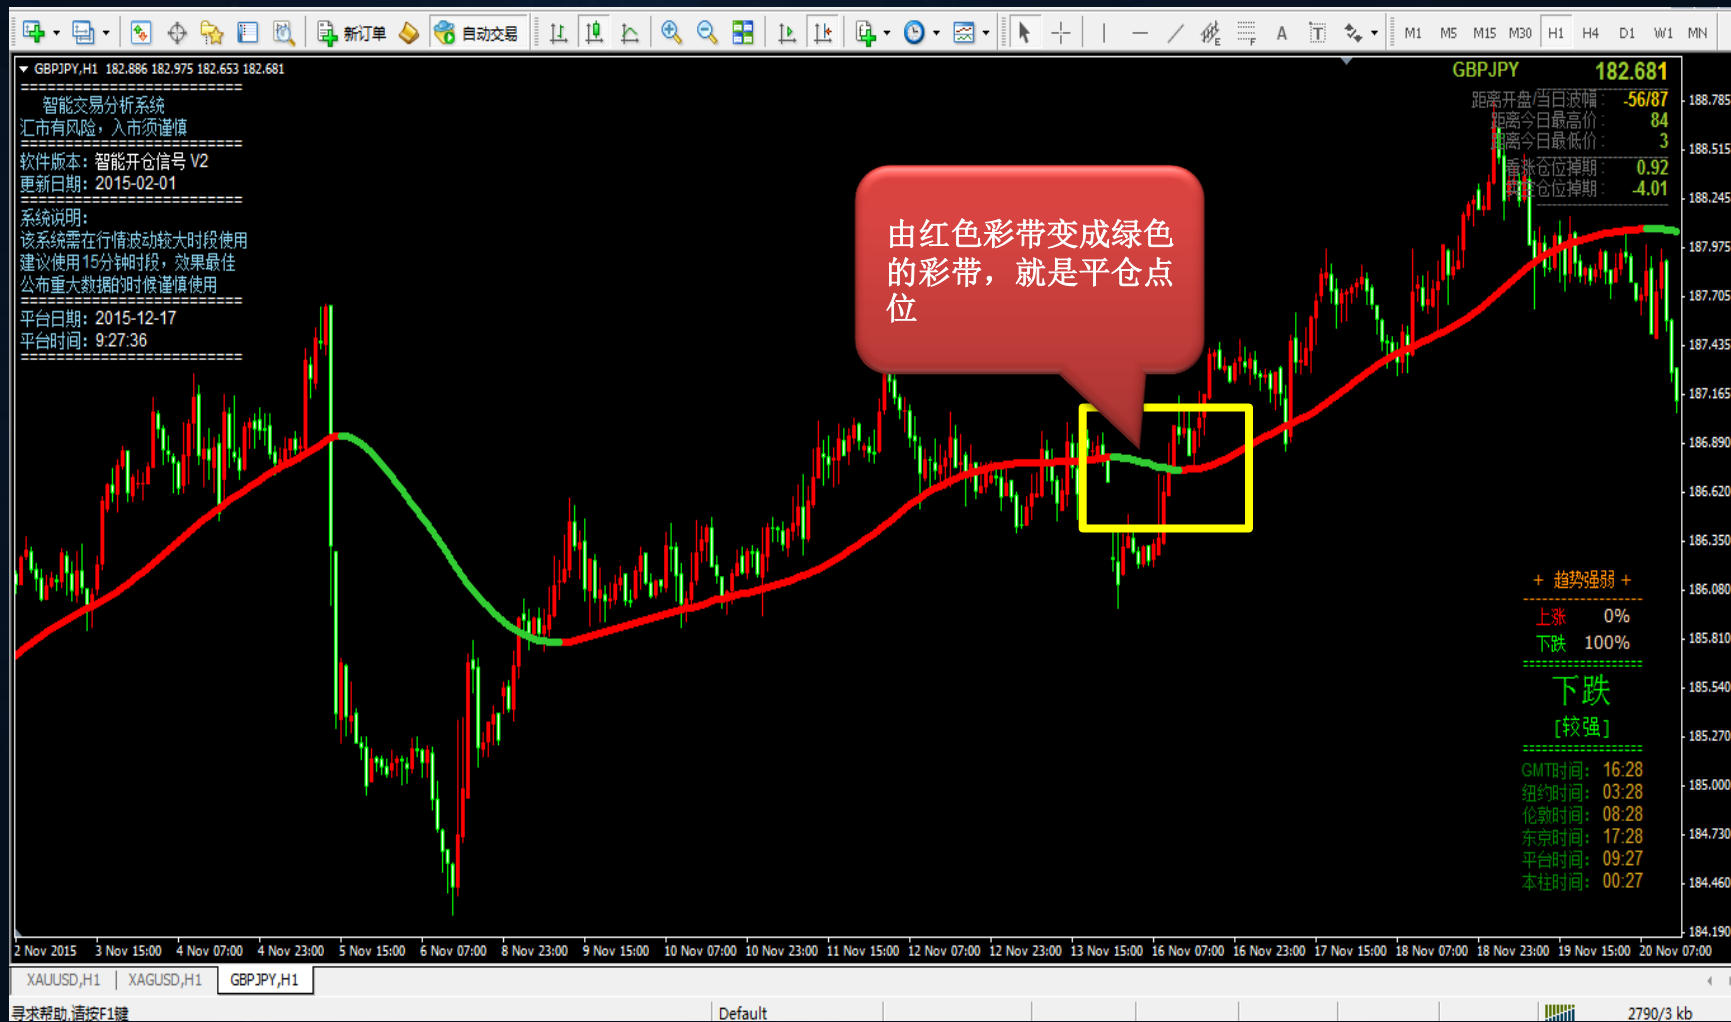 新订单
自动交易
M1 M5 M15 M30 H1 H4 D1 W1 MN
GBPJPY,H1 182.886 182.975 182.653 182.681
=========================
智能交易分析系统
汇市有风险，入市须谨慎
=========================
软件版本：智能开仓信号 V2
更新日期：2015-02-01
=========================
系统说明：
该系统需在行情波动较大时段使用
建议使用15分钟时段，效果最佳
公布重大数据的时候谨慎使用
=========================
平台日期：2015-12-17
平台时间：9:27:36
=========================
由红色彩带变成绿色
的彩带，就是平仓点
位
GBPJPY 182.681
距离开盘/当日波幅： -56/87
距离今日最高价： 84
距离今日最低价： 3
看涨仓位掉期： 0.92
仓位掉期： -4.01
188.785
188.515
188.245
187.975
187.705
187.435
187.165
186.890
186.620
186.350
186.080
185.810
185.540
185.270
185.000
184.730
184.460
184.190
+ 趋势强弱 +
上涨 0%
下跌 100%
下跌
[较强]
GMT时间： 16:28
纽约时间： 03:28
伦敦时间： 08:28
东京时间： 17:28
平台时间： 09:27
本柱时间： 00:27
2 Nov 2015 3 Nov 15:00 4 Nov 07:00 4 Nov 23:00 5 Nov 15:00 6 Nov 07:00 8 Nov 23:00 9 Nov 15:00 10 Nov 07:00 10 Nov 23:00 11 Nov 15:00 12 Nov 07:00 12 Nov 23:00 13 Nov 15:00 16 Nov 07:00 16 Nov 23:00 17 Nov 15:00 18 Nov 07:00 18 Nov 23:00 19 Nov 15:00 20 Nov 07:00
XAUUSD,H1 XAGUSD,H1 GBPJPY,H1
寻求帮助,请按F1键 Default 2790/3 kb